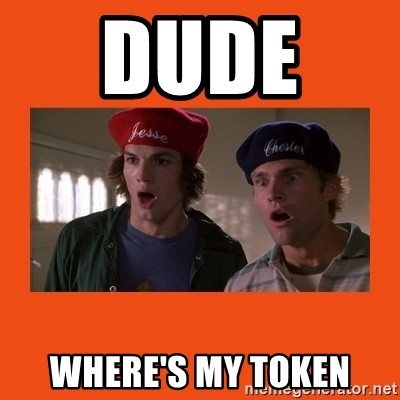 DUDE
Jesse
Chester
WHERE'S MY TOKEN
memegenerator.net